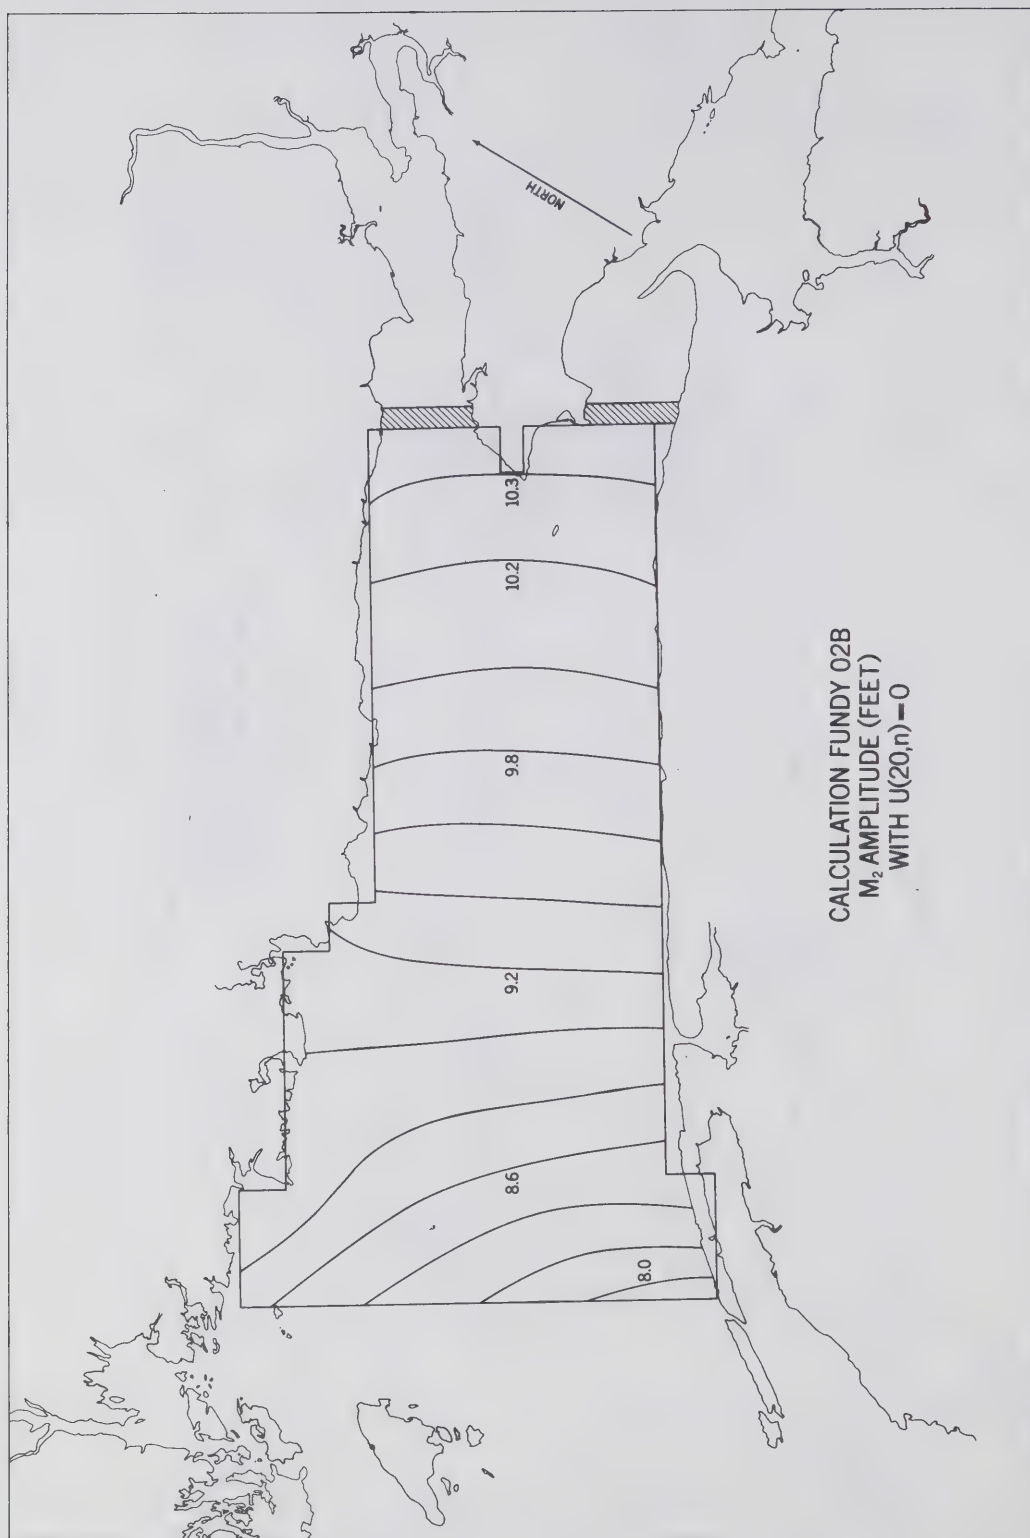 NORTH
10.3
10.2
9.8
9.2
8.6
8.0
CALCULATION FUNDY 02B
M₂ AMPLITUDE (FEET)
WITH U(20,n)=0